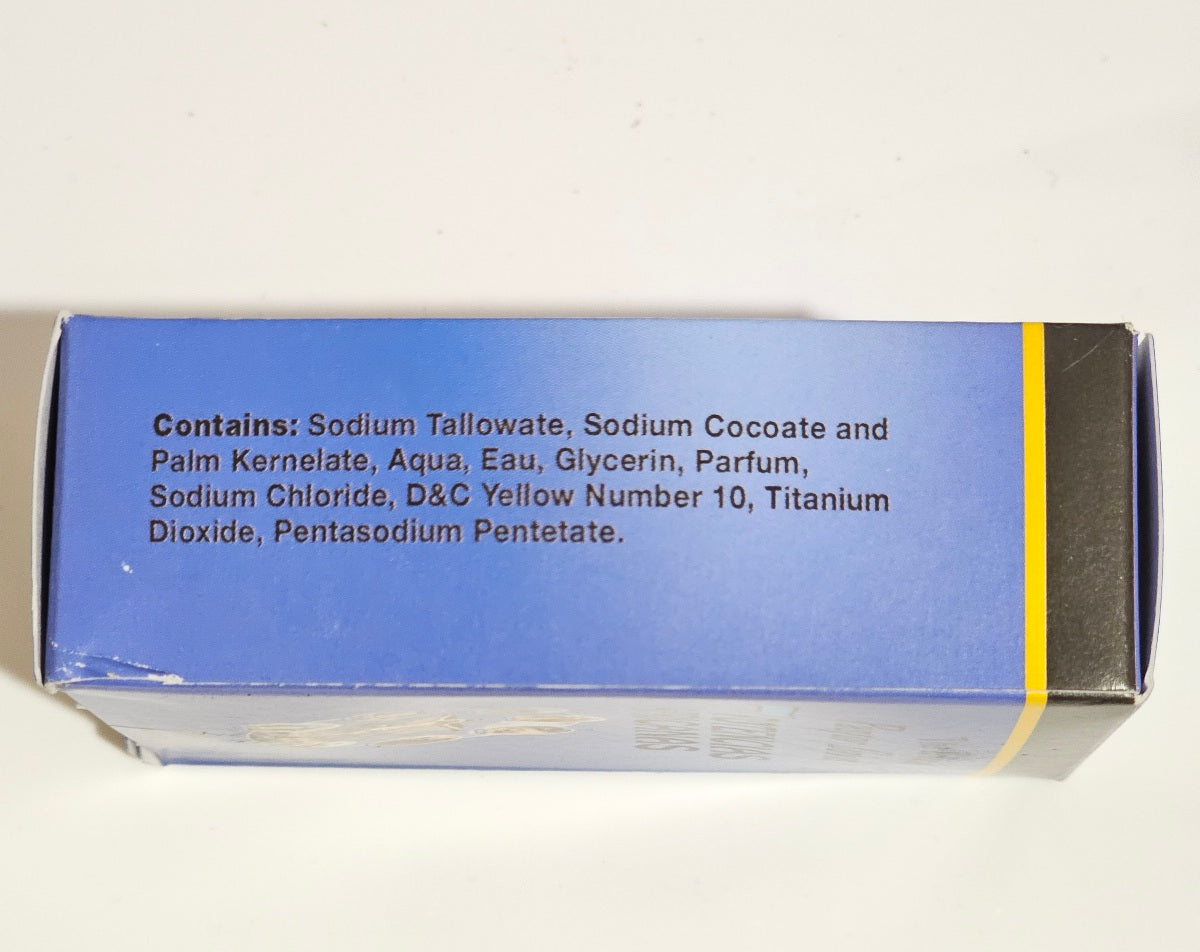 Contains: Sodium Tallowate, Sodium Cocoate and
Palm Kernelate, Aqua, Eau, Glycerin, Parfum,
Sodium Chloride, D&C Yellow Number 10, Titanium
Dioxide, Pentasodium Pentetate.